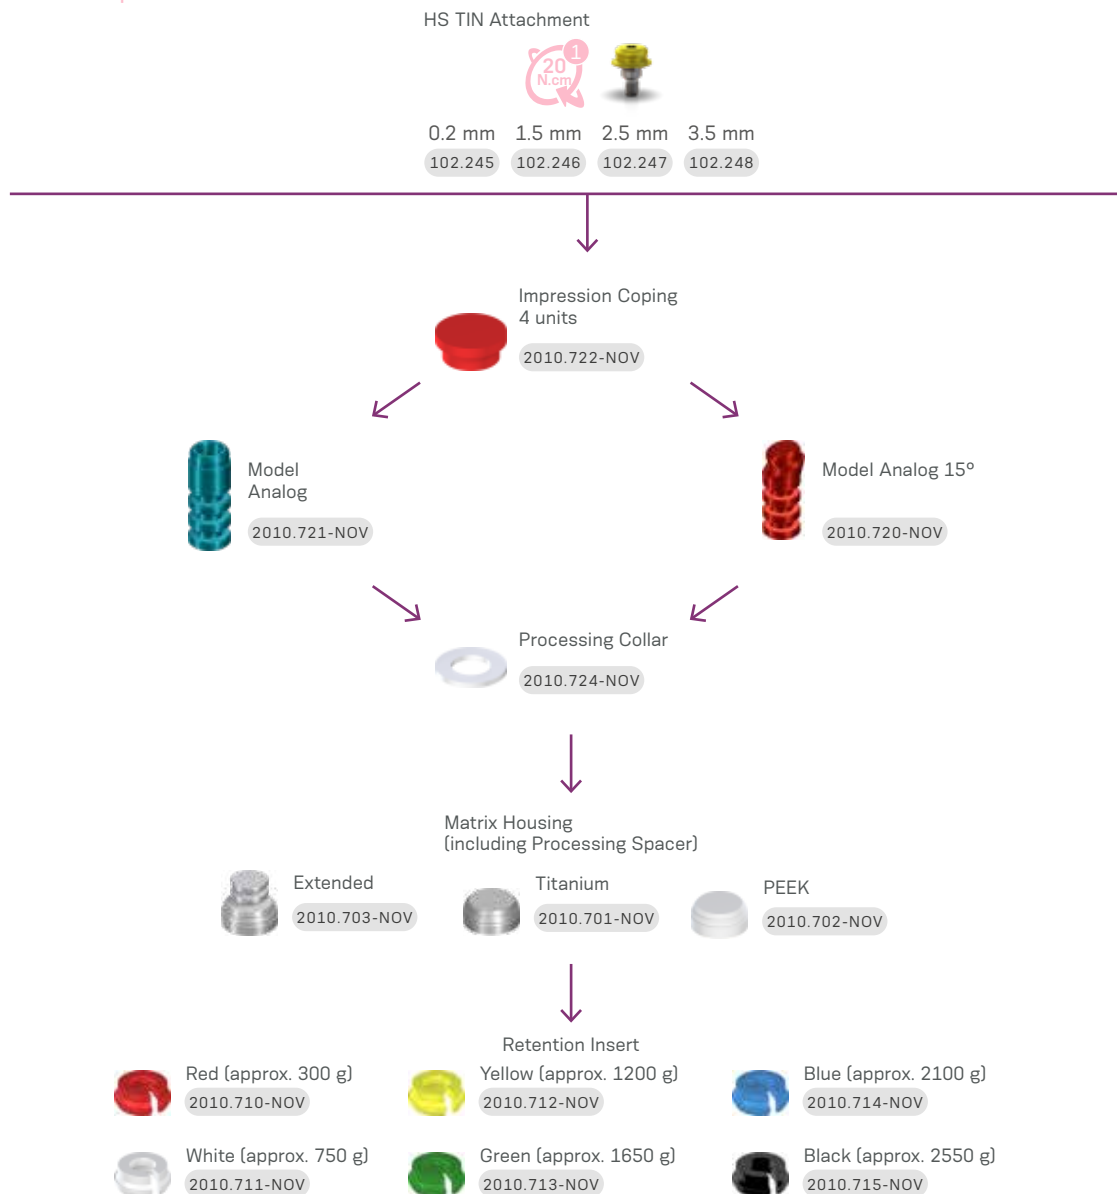 HS TIN Attachment
1
20
N.cm
0.2 mm 1.5 mm 2.5 mm 3.5 mm
102.245 102.246 102.247 102.248
Impression Coping
4 units
2010.722-NOV
Model
Analog
2010.721-NOV
Model Analog 15°
2010.720-NOV
Processing Collar
2010.724-NOV
Matrix Housing
(including Processing Spacer)
Extended
2010.703-NOV
Titanium
2010.701-NOV
PEEK
2010.702-NOV
Retention Insert
Red (approx. 300 g)
2010.710-NOV
Yellow (approx. 1200 g)
2010.712-NOV
Blue (approx. 2100 g)
2010.714-NOV
White (approx. 750 g)
2010.711-NOV
Green (approx. 1650 g)
2010.713-NOV
Black (approx. 2550 g)
2010.715-NOV